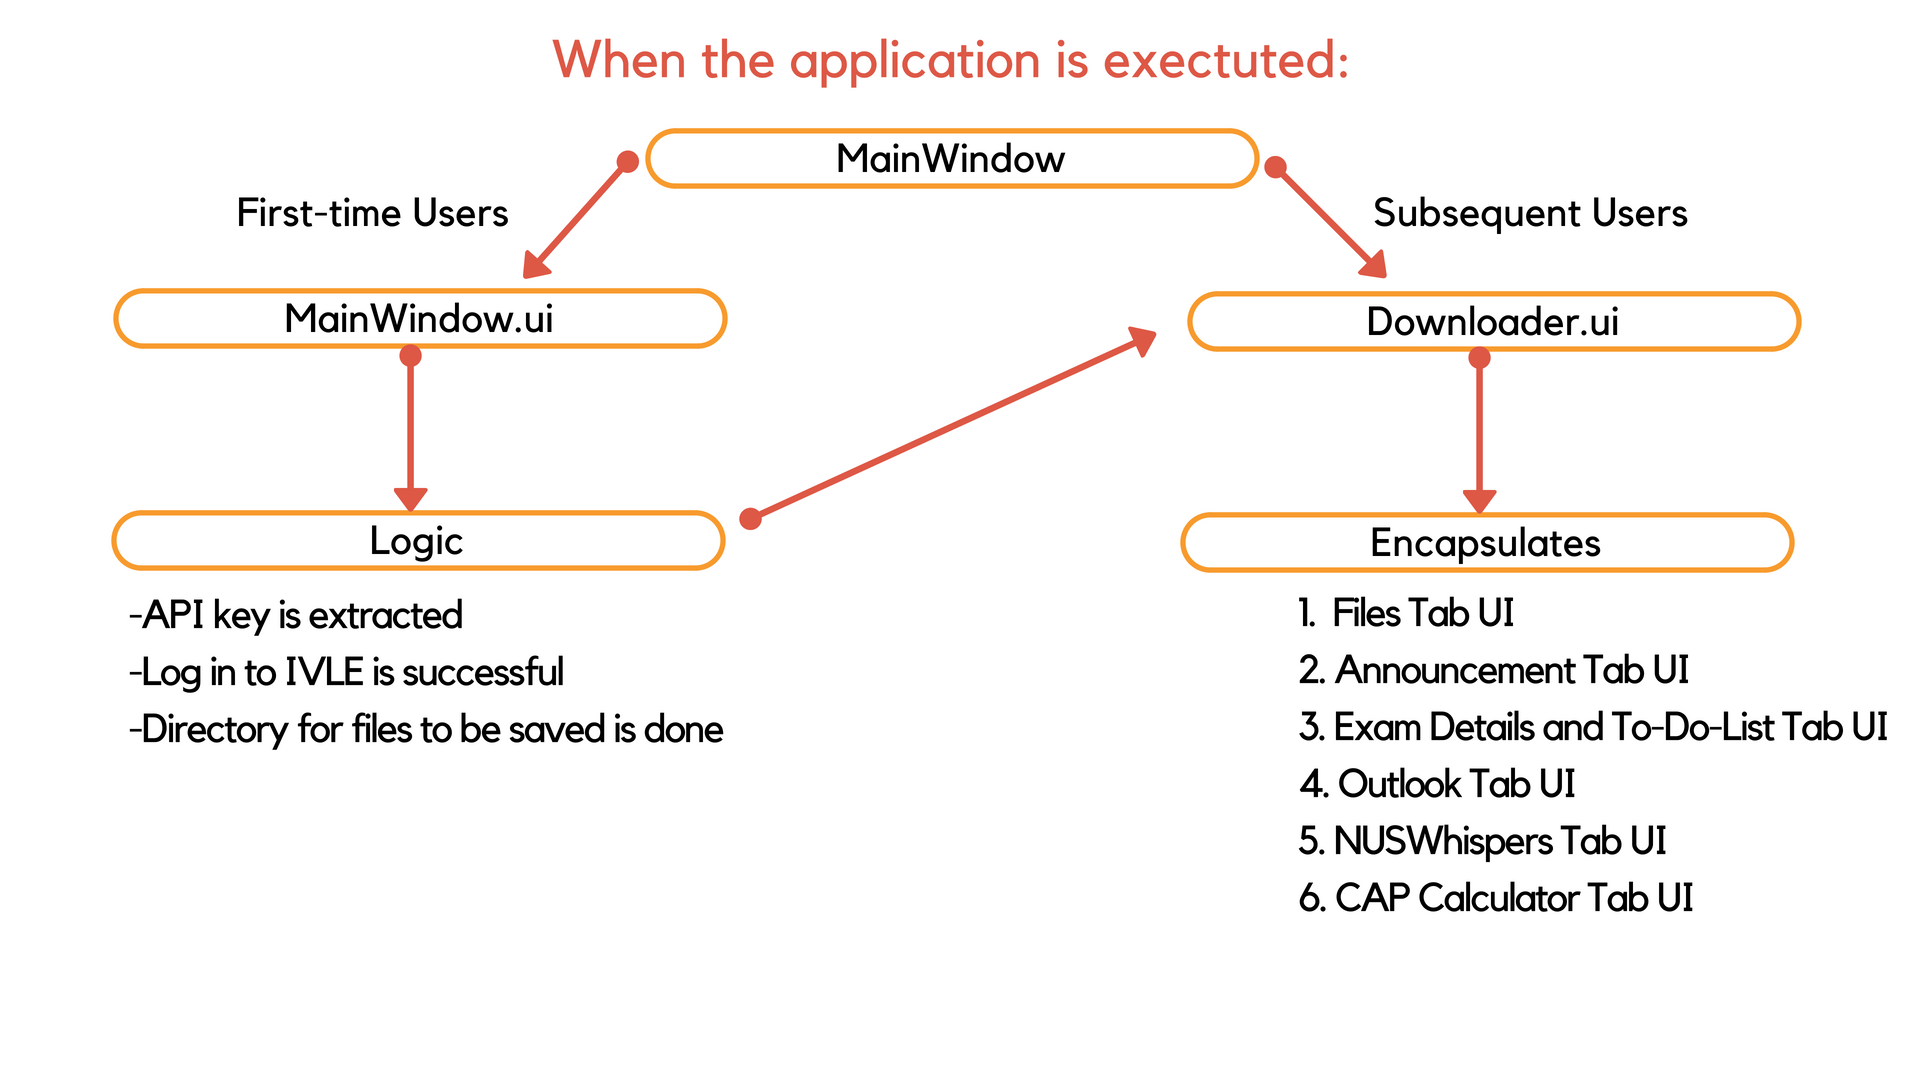 When the application is exectuted:
MainWindow
First-time Users
Subsequent Users
MainWindow.ui
Downloader.ui
Logic
Encapsulates
-API key is extracted
-Log in to IVLE is successful
-Directory for files to be saved is done
1. Files Tab UI
2. Announcement Tab UI
3. Exam Details and To-Do-List Tab UI
4. Outlook Tab UI
5. NUSWhispers Tab UI
6. CAP Calculator Tab UI